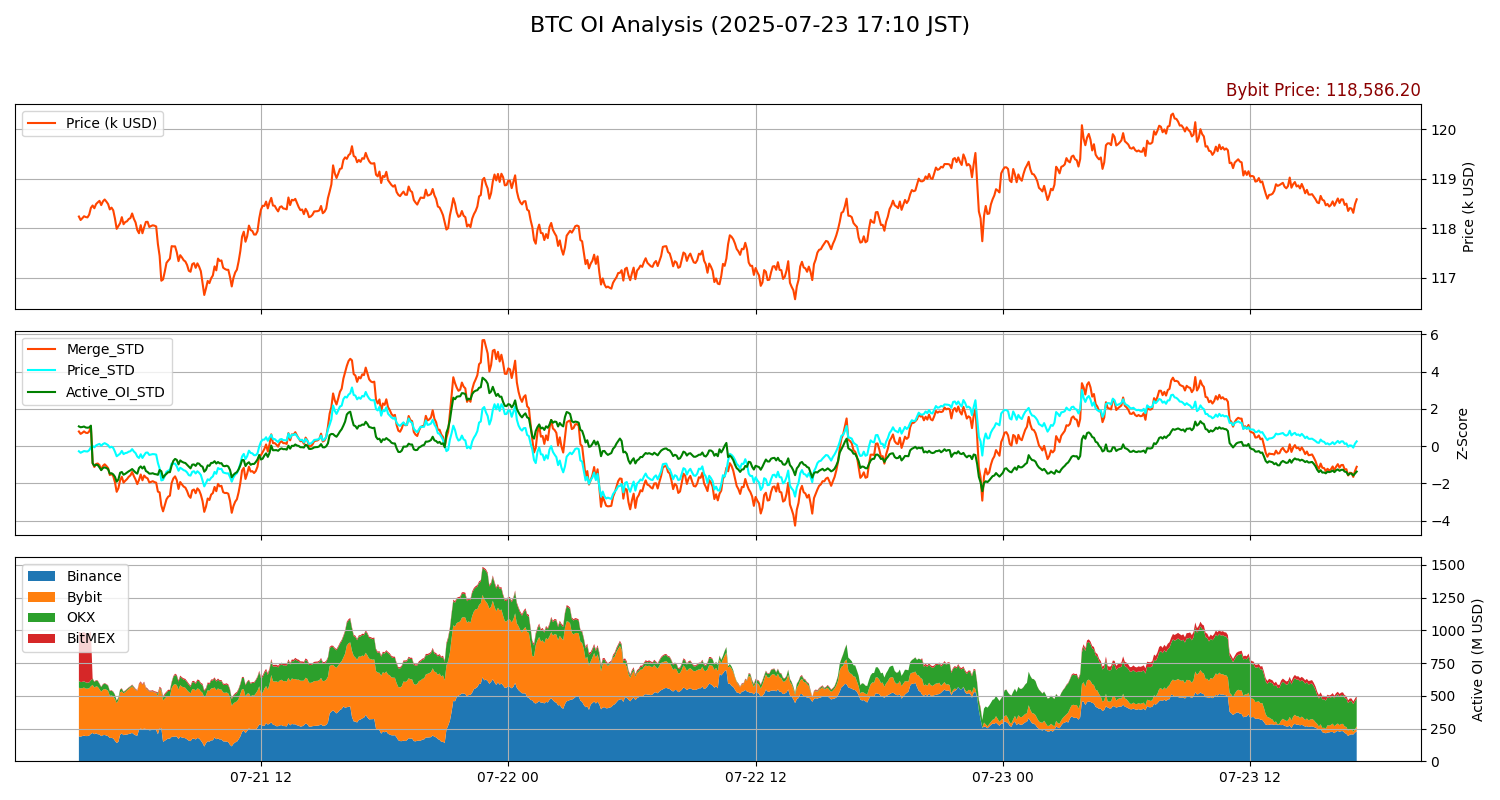 BTC OI Analysis (2025-07-23 17:10 JST)
Bybit Price: 118,586.20
Price (k USD)
120
119
118
117
Price (k USD)
Merge_STD
Price_STD
Active_OI_STD
6
4
2
0
−2
−4
Z-Score
Binance
Bybit
OKX
BitMEX
1500
1250
1000
750
500
250
0
Active OI (M USD)
07-21 12
07-22 00
07-22 12
07-23 00
07-23 12